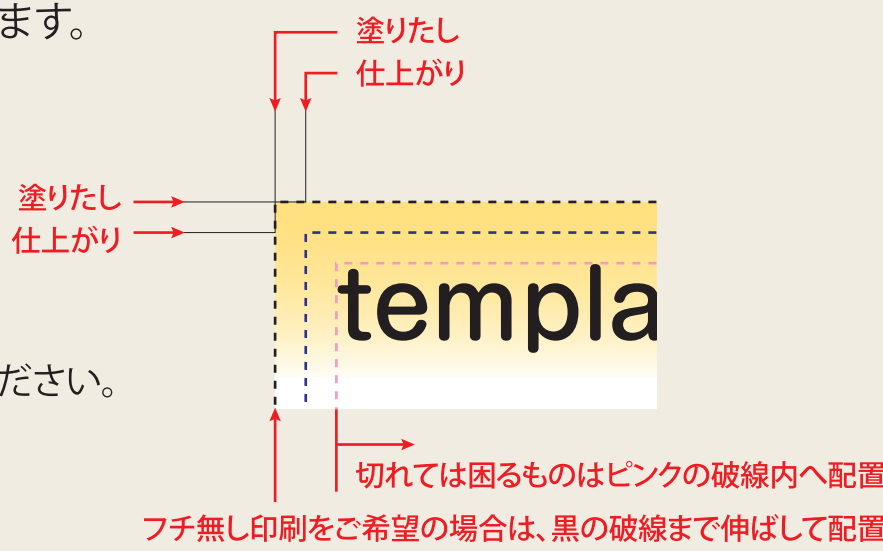 ます。
塗りたし
仕上がり
塗りたし
仕上がり
templa
ださい。
切れては困るものはピンクの破線内へ配置
フチ無し印刷をご希望の場合は、黒の破線まで伸ばして配置